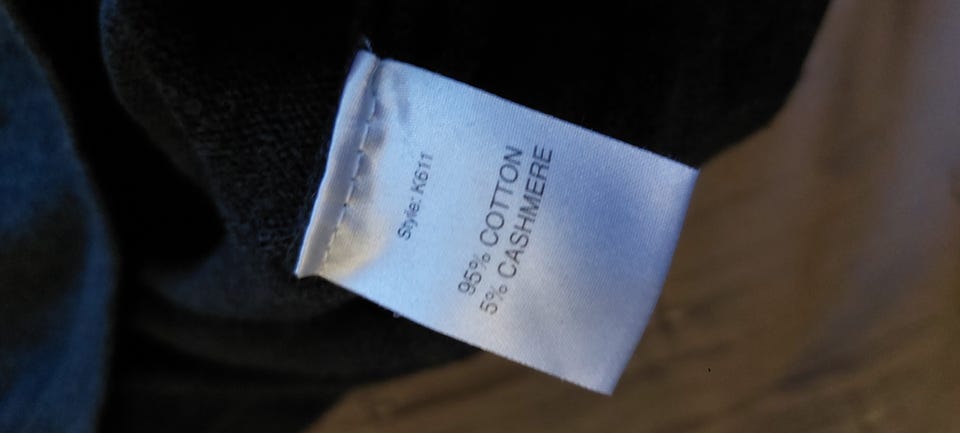 Style: K611
95% COTTON
5% CASHMERE